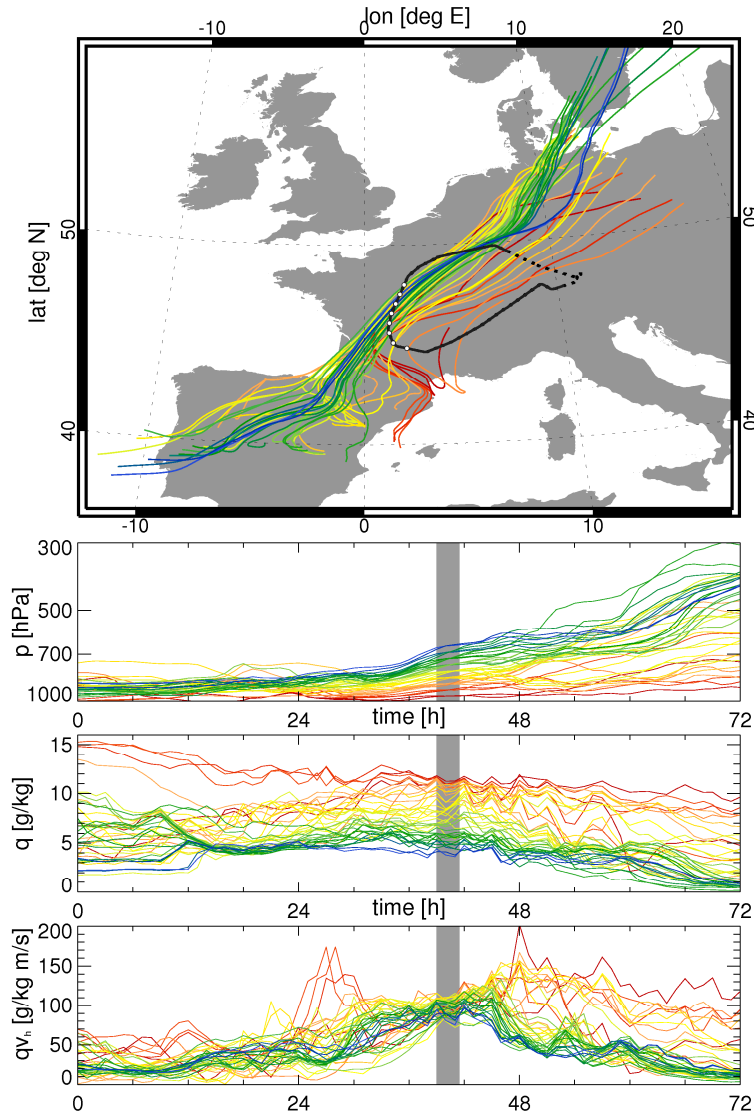 lon [deg E]
-10 0 10 20
lat [deg N]
50 50
40 40
-10 0 10
p [hPa]
300
500
700
1000
0 24 48 72
time [h]
q [g/kg]
15
10
5
0
0 24 48 72
time [h]
qvₕ [g/kg m/s]
200
150
100
50
0
0 24 48 72